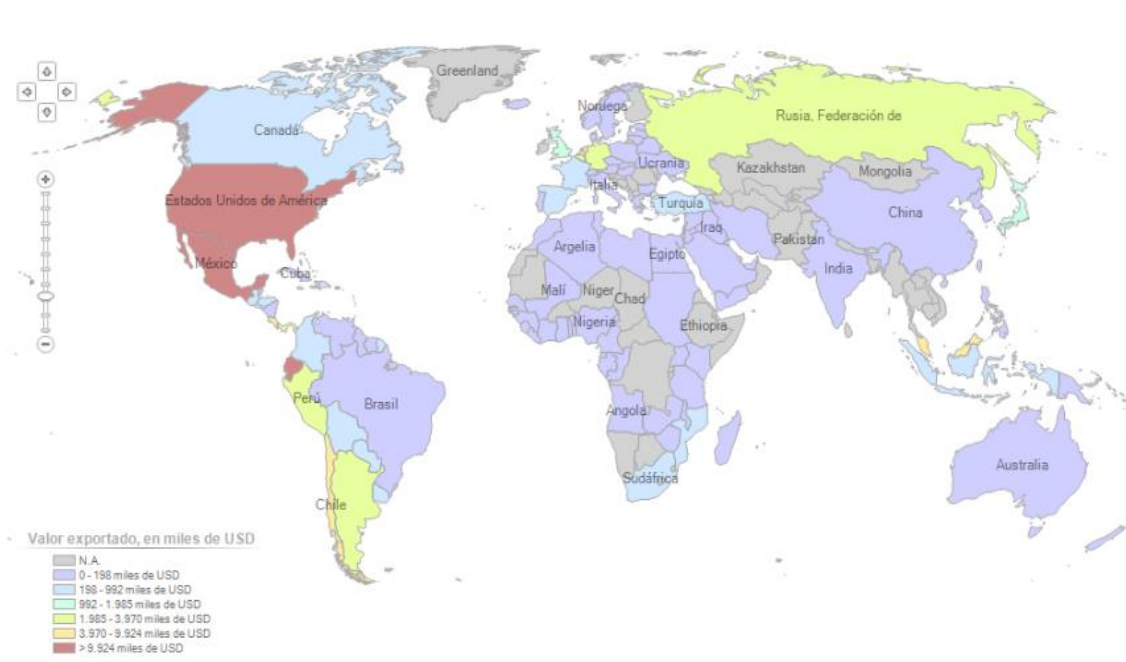 Greenland
Noruega
Rusia, Federación de
Canadá
Ucrania
Kazakhstan
Mongolia
Italia
Estados Unidos de América
Turquía
China
Iraq
Pakistan
Argelia
Egipto
México
India
Cuba
Malí
Niger
Chad
Nigeria
Ethiopia
Perú
Brasil
Angola
Australia
Sudáfrica
Chile
Valor exportado, en miles de USD
N.A.
0 - 198 miles de USD
198 - 992 miles de USD
992 - 1.985 miles de USD
1.985 - 3.970 miles de USD
3.970 - 9.924 miles de USD
> 9.924 miles de USD